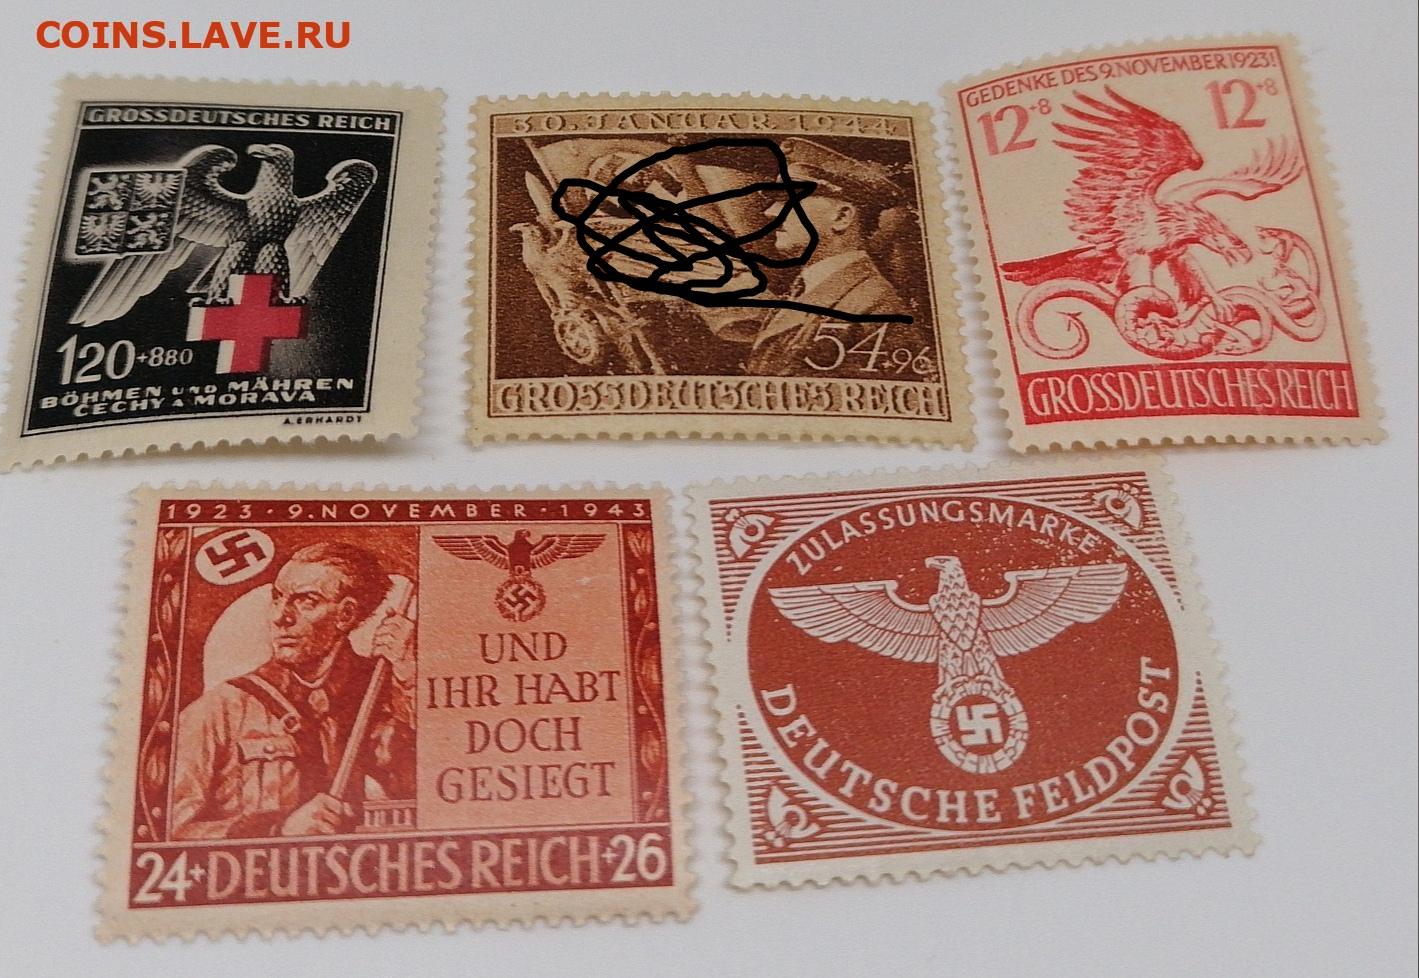 COINS.LAVE.RU
GROSSDEUTSCHES REICH
120+880
BÖHMEN UND MÄHREN
ČECHY A MORAVA
A.ERHARDT
30. JANUAR 1944
54+96
GROSSDEUTSCHES REICH
GEDENKE DES 9. NOVEMBER 1923!
12+8 12+8
GROSSDEUTSCHES REICH
1923 · 9. NOVEMBER · 1943
UND
IHR HABT
DOCH
GESIEGT
24+ DEUTSCHES REICH +26
ZULASSUNGSMARKE
DEUTSCHE FELDPOST